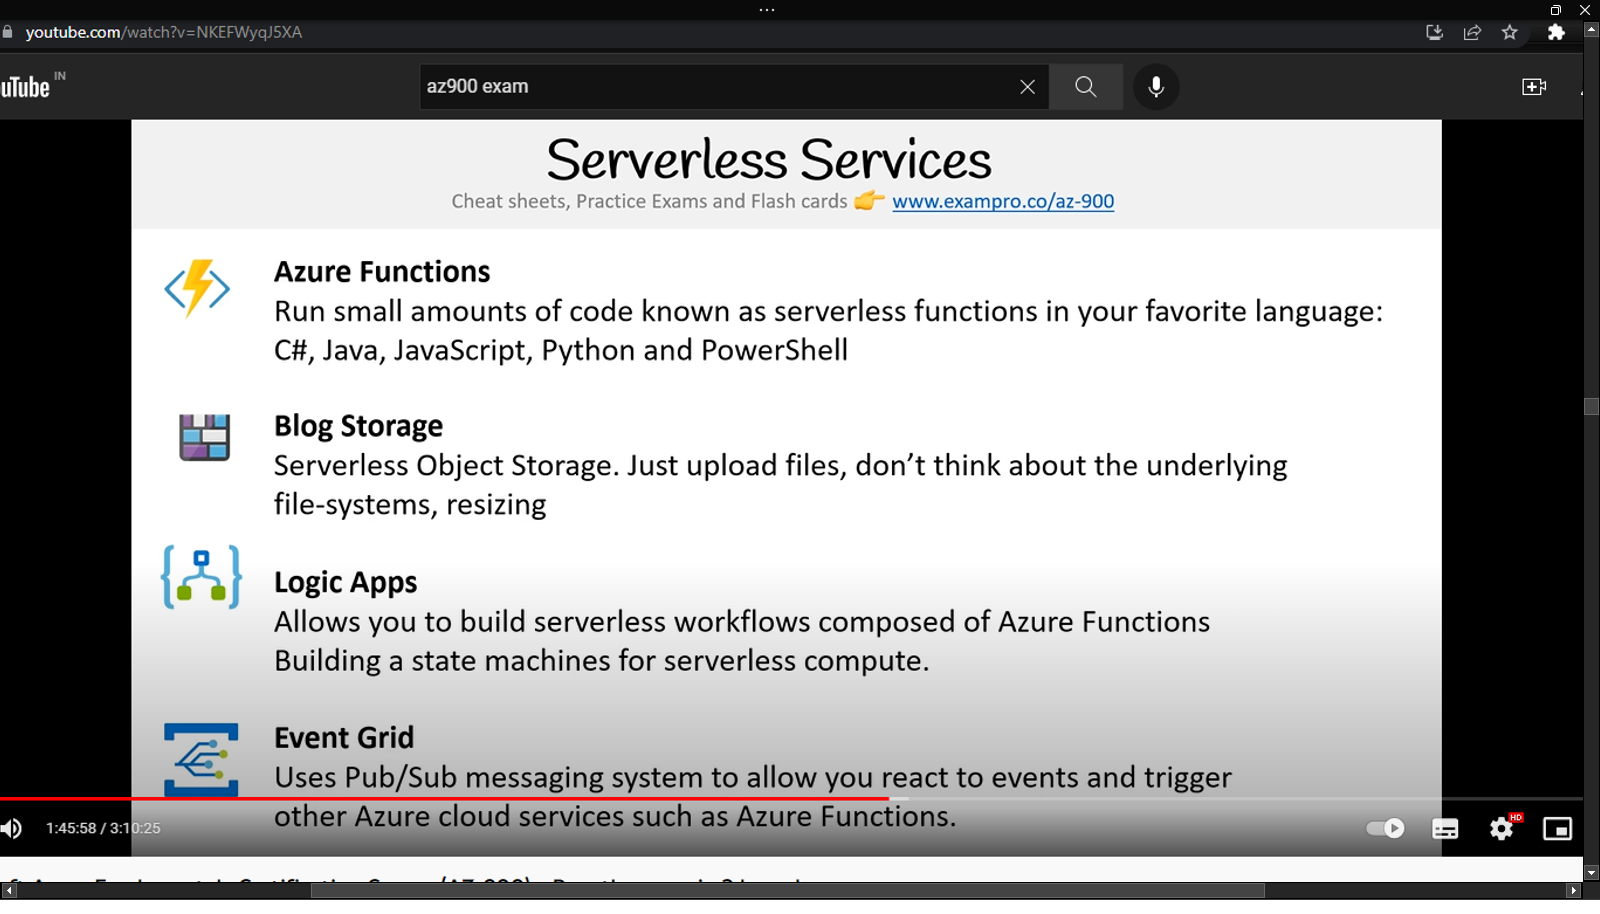 youtube.com/watch?v=NKEFWyqJ5XA
uTube IN
az900 exam
Serverless Services
Cheat sheets, Practice Exams and Flash cards 👉 www.exampro.co/az-900
Azure Functions
Run small amounts of code known as serverless functions in your favorite language:
C#, Java, JavaScript, Python and PowerShell
Blog Storage
Serverless Object Storage. Just upload files, don’t think about the underlying
file-systems, resizing
Logic Apps
Allows you to build serverless workflows composed of Azure Functions
Building a state machines for serverless compute.
Event Grid
Uses Pub/Sub messaging system to allow you react to events and trigger
other Azure cloud services such as Azure Functions.
1:45:58 / 3:10:25
HD